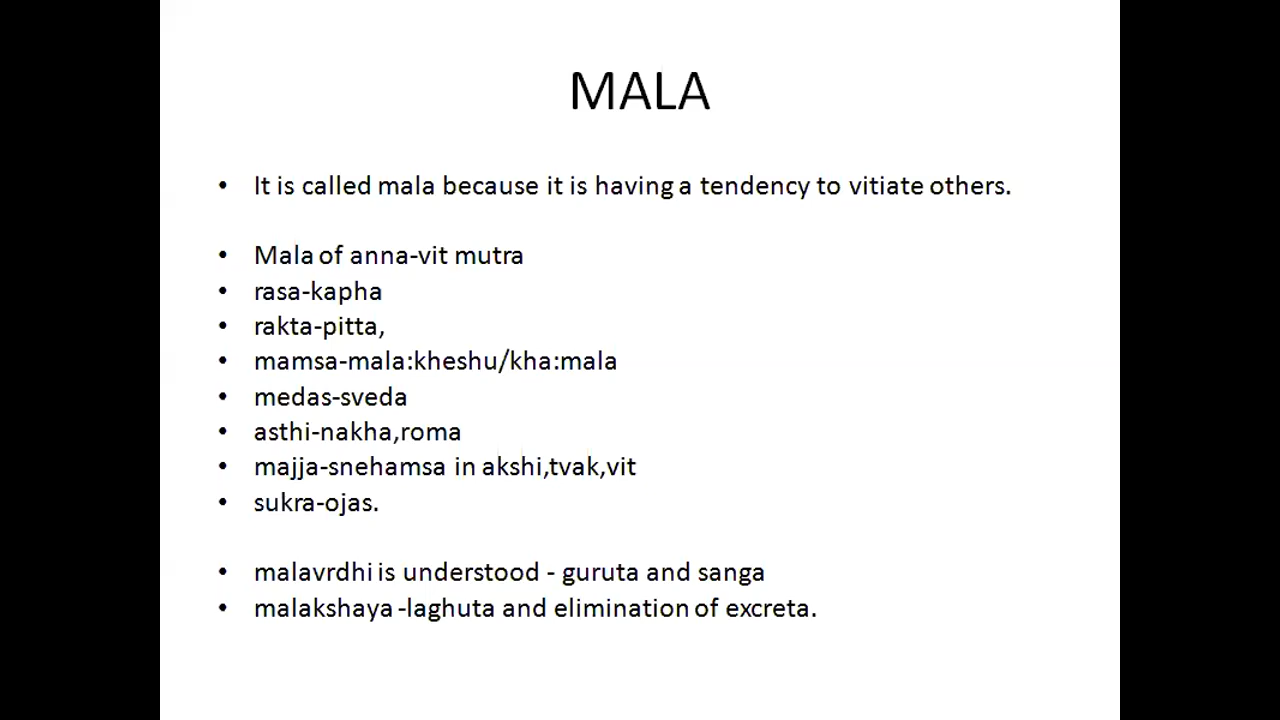 MALA
• It is called mala because it is having a tendency to vitiate others.
• Mala of anna-vit mutra
• rasa-kapha
• rakta-pitta,
• mamsa-mala:kheshu/kha:mala
• medas-sveda
• asthi-nakha,roma
• majja-snehamsa in akshi,tvak,vit
• sukra-ojas.
• malavrdhi is understood - guruta and sanga
• malakshaya -laghuta and elimination of excreta.